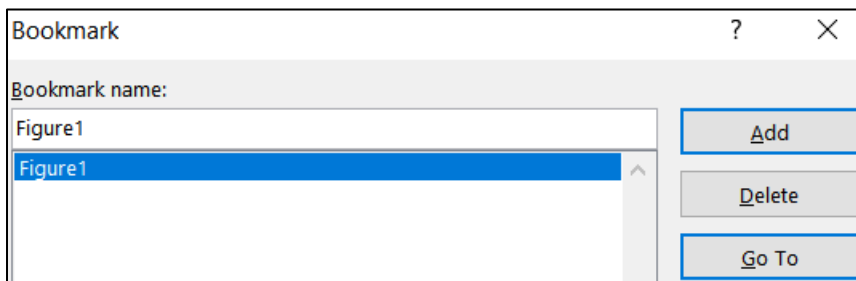 Bookmark ?
Bookmark name:
Figure1
Add
Figure1
Delete
Go To